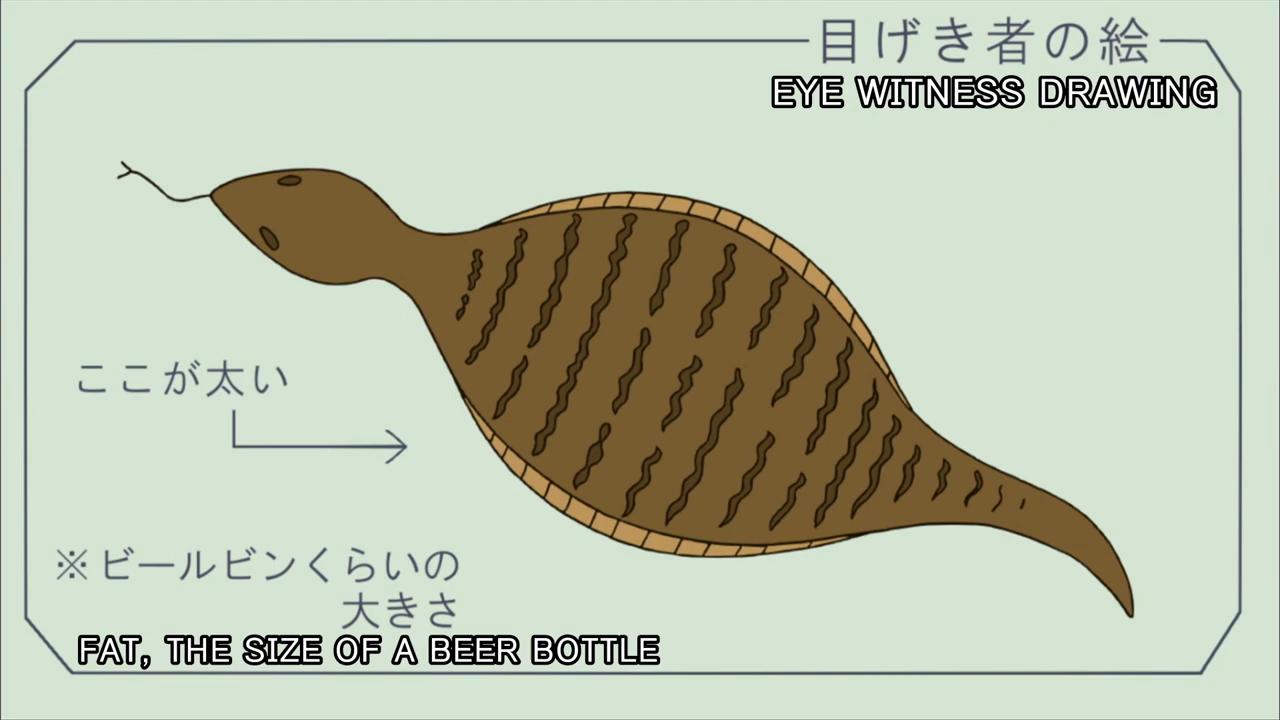 目げき者の絵
EYE WITNESS DRAWING
ここが太い
※ビールビンくらいの
大きさ
FAT, THE SIZE OF A BEER BOTTLE